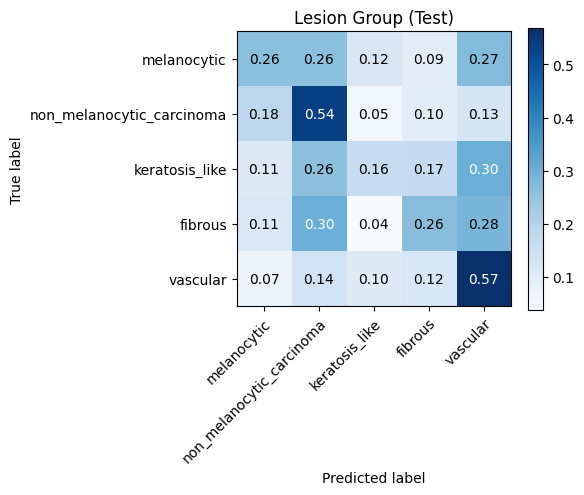 Lesion Group (Test)
True label
melanocytic 0.26 0.26 0.12 0.09 0.27
non_melanocytic_carcinoma 0.18 0.54 0.05 0.10 0.13
keratosis_like 0.11 0.26 0.16 0.17 0.30
fibrous 0.11 0.30 0.04 0.26 0.28
vascular 0.07 0.14 0.10 0.12 0.57
melanocytic
non_melanocytic_carcinoma
keratosis_like
fibrous
vascular
Predicted label
0.5
0.4
0.3
0.2
0.1